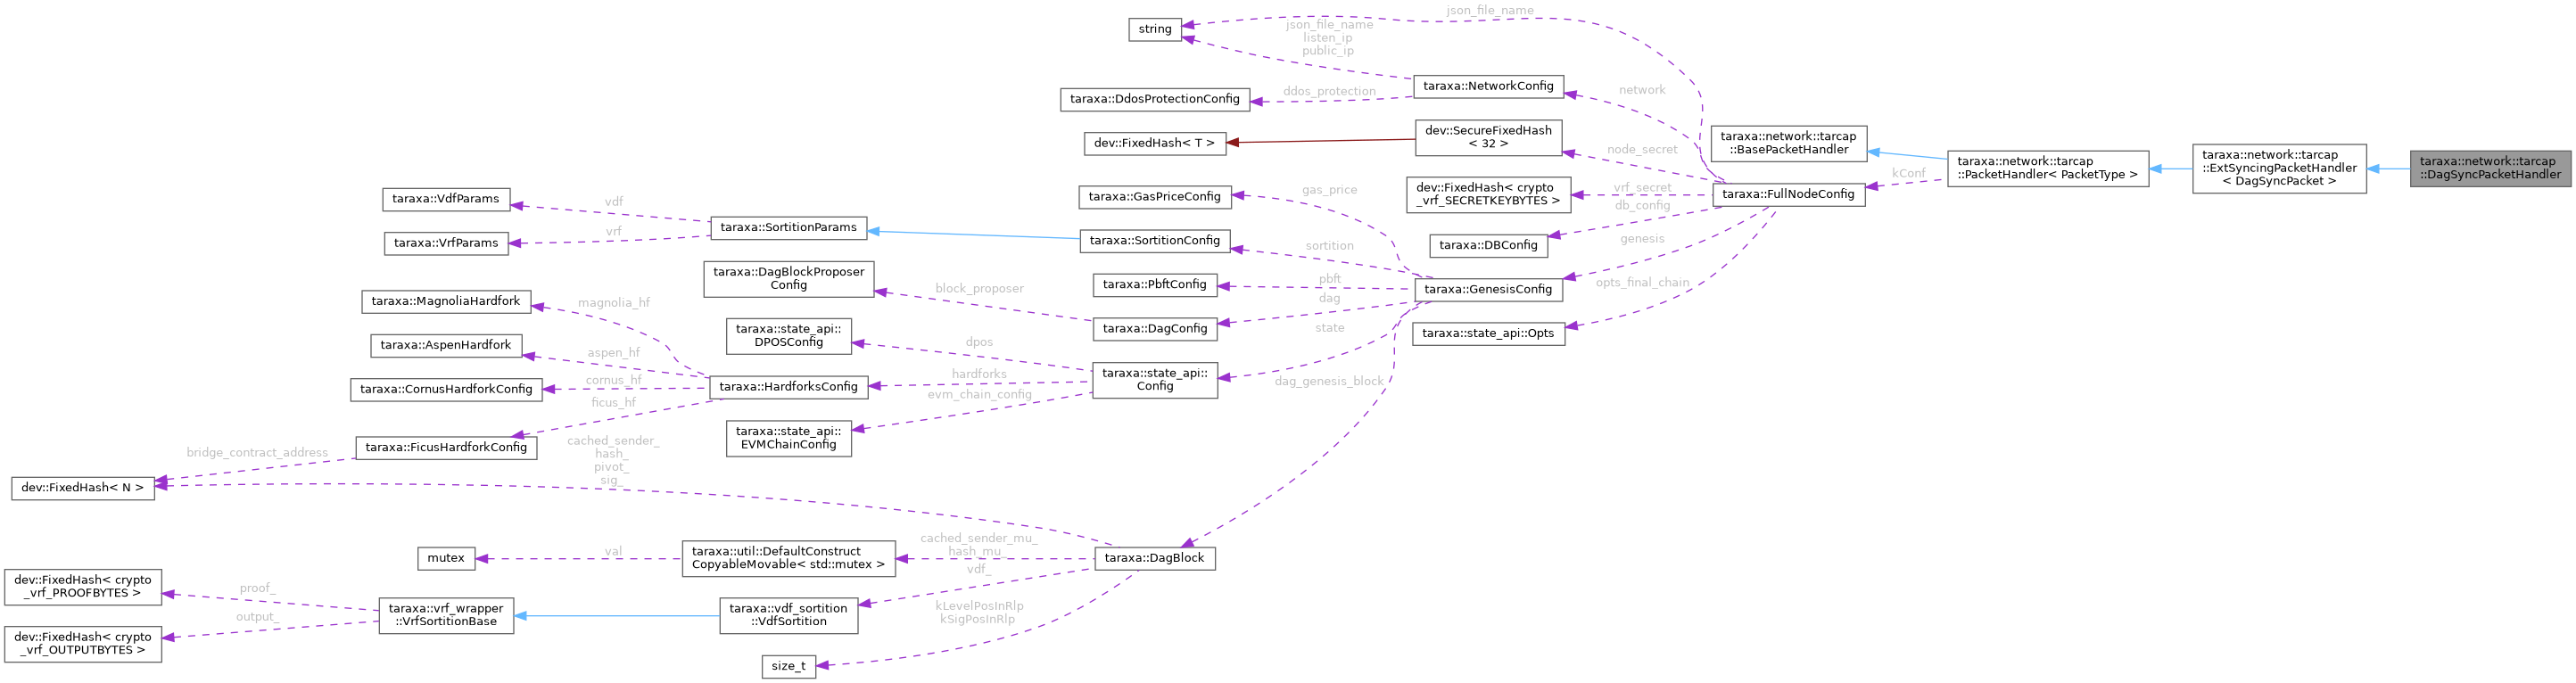 json_file_name
string
json_file_name
listen_ip
public_ip
taraxa::NetworkConfig
network
taraxa::DdosProtectionConfig
ddos_protection
dev::FixedHash< T >
dev::SecureFixedHash
< 32 >
node_secret
taraxa::network::tarcap
::BasePacketHandler
taraxa::network::tarcap
::PacketHandler< PacketType >
taraxa::network::tarcap
::ExtSyncingPacketHandler
< DagSyncPacket >
taraxa::network::tarcap
::DagSyncPacketHandler
kConf
taraxa::FullNodeConfig
dev::FixedHash< crypto
_vrf_SECRETKEYBYTES >
vrf_secret
db_config
taraxa::DBConfig
genesis
opts_final_chain
taraxa::GasPriceConfig
gas_price
taraxa::VdfParams
vdf
taraxa::VrfParams
vrf
taraxa::SortitionParams
taraxa::SortitionConfig
sortition
taraxa::DagBlockProposer
Config
block_proposer
taraxa::PbftConfig
pbft
taraxa::GenesisConfig
dag
taraxa::DagConfig
state
taraxa::state_api::Opts
taraxa::MagnoliaHardfork
magnolia_hf
taraxa::AspenHardfork
aspen_hf
taraxa::state_api::
DPOSConfig
dpos
taraxa::CornusHardforkConfig
cornus_hf
taraxa::HardforksConfig
hardforks
taraxa::state_api::
Config
dag_genesis_block
ficus_hf
evm_chain_config
taraxa::state_api::
EVMChainConfig
taraxa::FicusHardforkConfig
bridge_contract_address
cached_sender_
hash_
pivot_
sig_
dev::FixedHash< N >
mutex
val
taraxa::util::DefaultConstruct
CopyableMovable< std::mutex >
cached_sender_mu_
hash_mu_
vdf_
taraxa::DagBlock
dev::FixedHash< crypto
_vrf_PROOFBYTES >
proof_
taraxa::vrf_wrapper
::VrfSortitionBase
taraxa::vdf_sortition
::VdfSortition
kLevelPosInRlp
kSigPosInRlp
dev::FixedHash< crypto
_vrf_OUTPUTBYTES >
output_
size_t